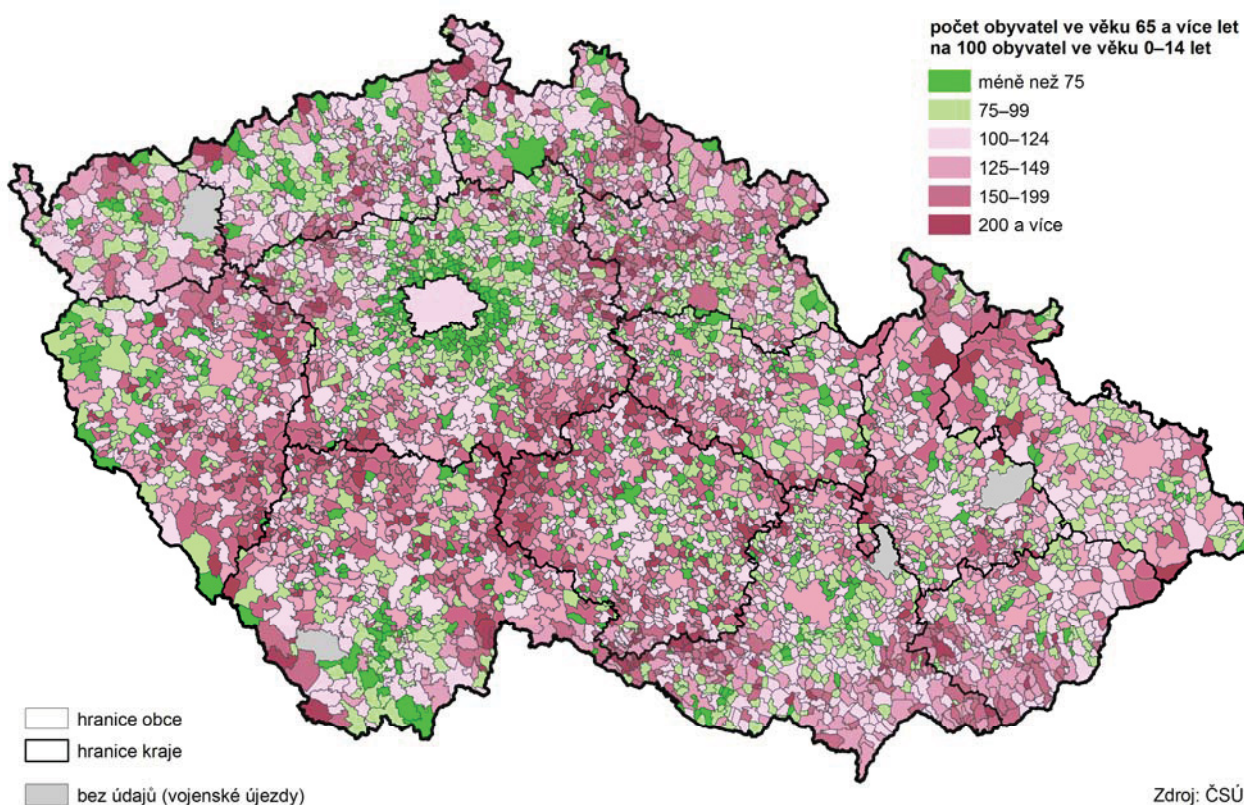 počet obyvatel ve věku 65 a více let
na 100 obyvatel ve věku 0–14 let
méně než 75
75–99
100–124
125–149
150–199
200 a více
hranice obce
hranice kraje
bez údajů (vojenské újezdy)
Zdroj: ČSÚ